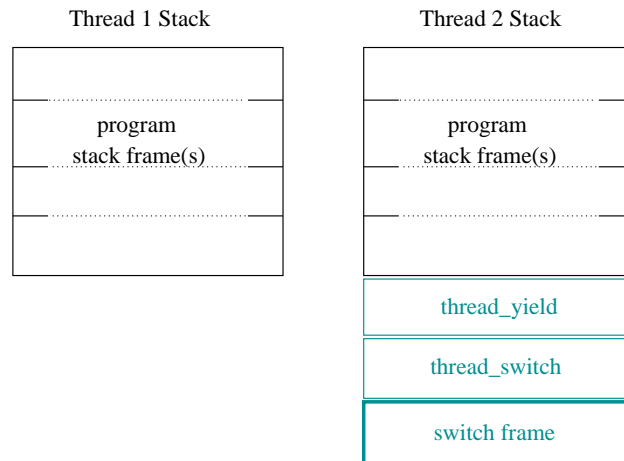 Thread 1 Stack
Thread 2 Stack
program
stack frame(s)
program
stack frame(s)
thread_yield
thread_switch
switch frame